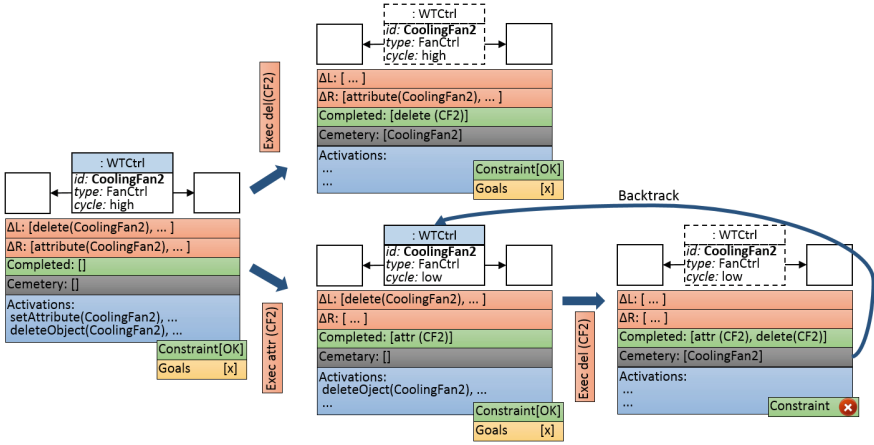 : WTCtrl
id: CoolingFan2
type: FanCtrl
cycle: high
ΔL: [delete(CoolingFan2), ... ]
ΔR: [attribute(CoolingFan2), ... ]
Completed: []
Cemetery: []
Activations:
setAttribute(CoolingFan2), ...
deleteObject(CoolingFan2), ...
Constraint[OK]
Goals [x]
Exec del(CF2)
Exec attr (CF2)
: WTCtrl
id: CoolingFan2
type: FanCtrl
cycle: high
ΔL: [ ... ]
ΔR: [attribute(CoolingFan2), ... ]
Completed: [delete (CF2)]
Cemetery: [CoolingFan2]
Activations:
...
...
Constraint[OK]
Goals [x]
Backtrack
: WTCtrl
id: CoolingFan2
type: FanCtrl
cycle: low
ΔL: [delete(CoolingFan2), ... ]
ΔR: [ ... ]
Completed: [attr (CF2)]
Cemetary: []
Activations:
deleteOject(CoolingFan2), ...
...
Constraint[OK]
Goals [x]
Exec del (CF2)
: WTCtrl
id: CoolingFan2
type: FanCtrl
cycle: low
ΔL: [ ... ]
ΔR: [ ... ]
Completed: [attr (CF2), delete(CF2)]
Cemetery: [CoolingFan2]
Activations:
...
...
Constraint